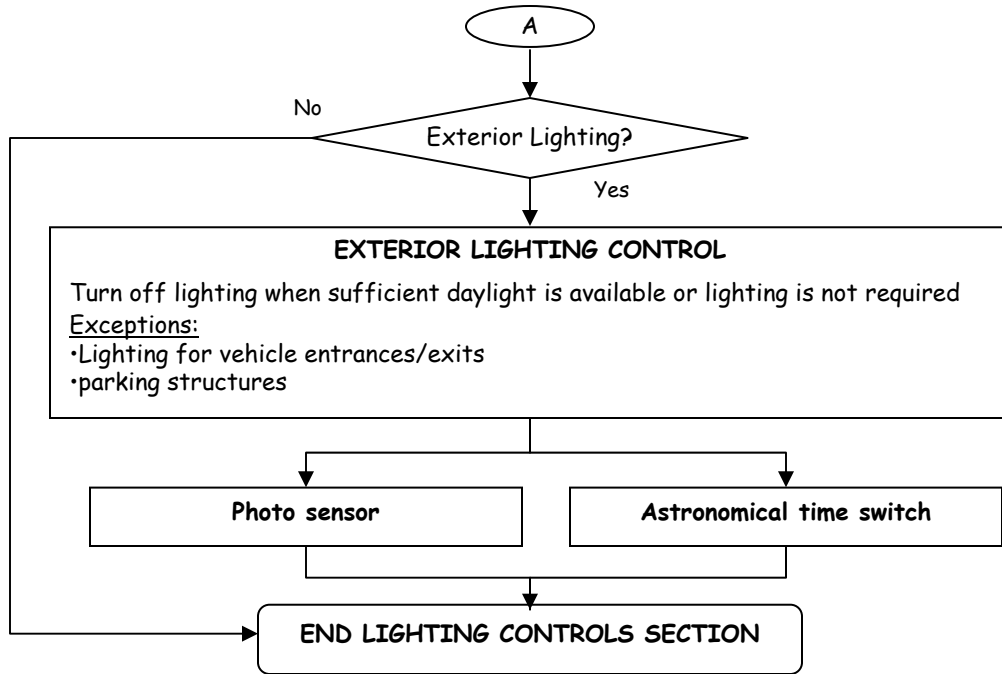 A
No
Exterior Lighting?
Yes
EXTERIOR LIGHTING CONTROL
Turn off lighting when sufficient daylight is available or lighting is not required
Exceptions:
•Lighting for vehicle entrances/exits
•parking structures
Photo sensor
Astronomical time switch
END LIGHTING CONTROLS SECTION